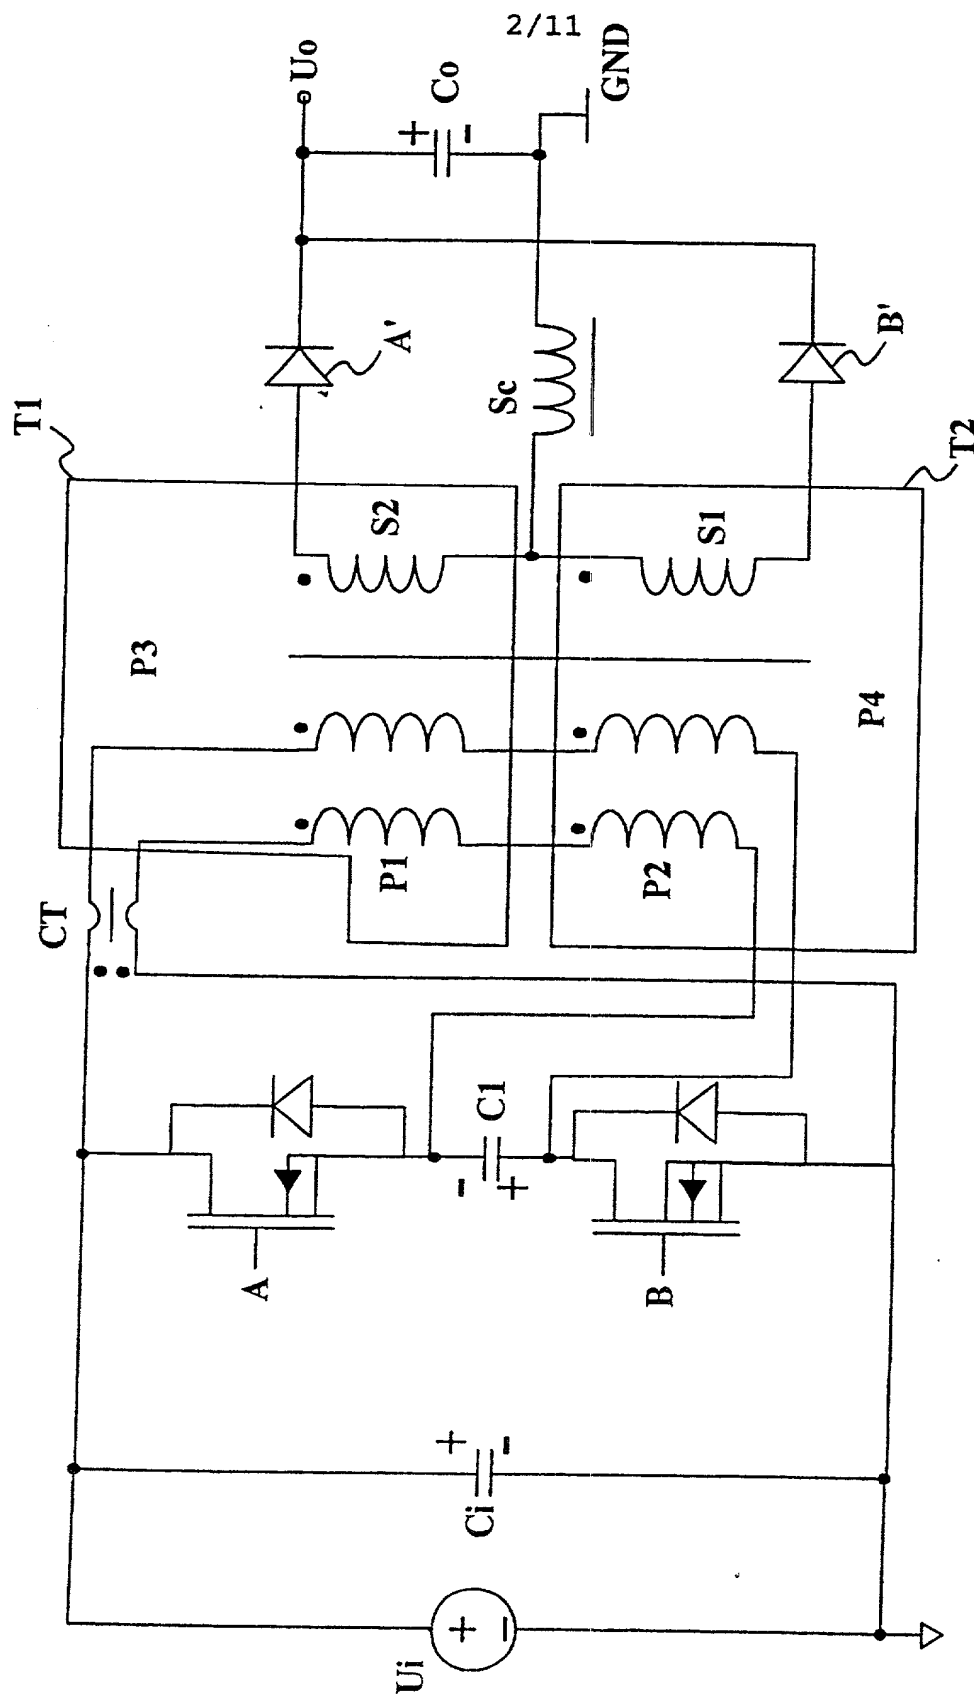 2/11
Uo
Co
+
-
GND
T1
A'
Sc
B'
T2
S2
S1
P3
P4
P1
P2
CT
C1
-
+
A
B
Ci
+
-
Ui
+
-